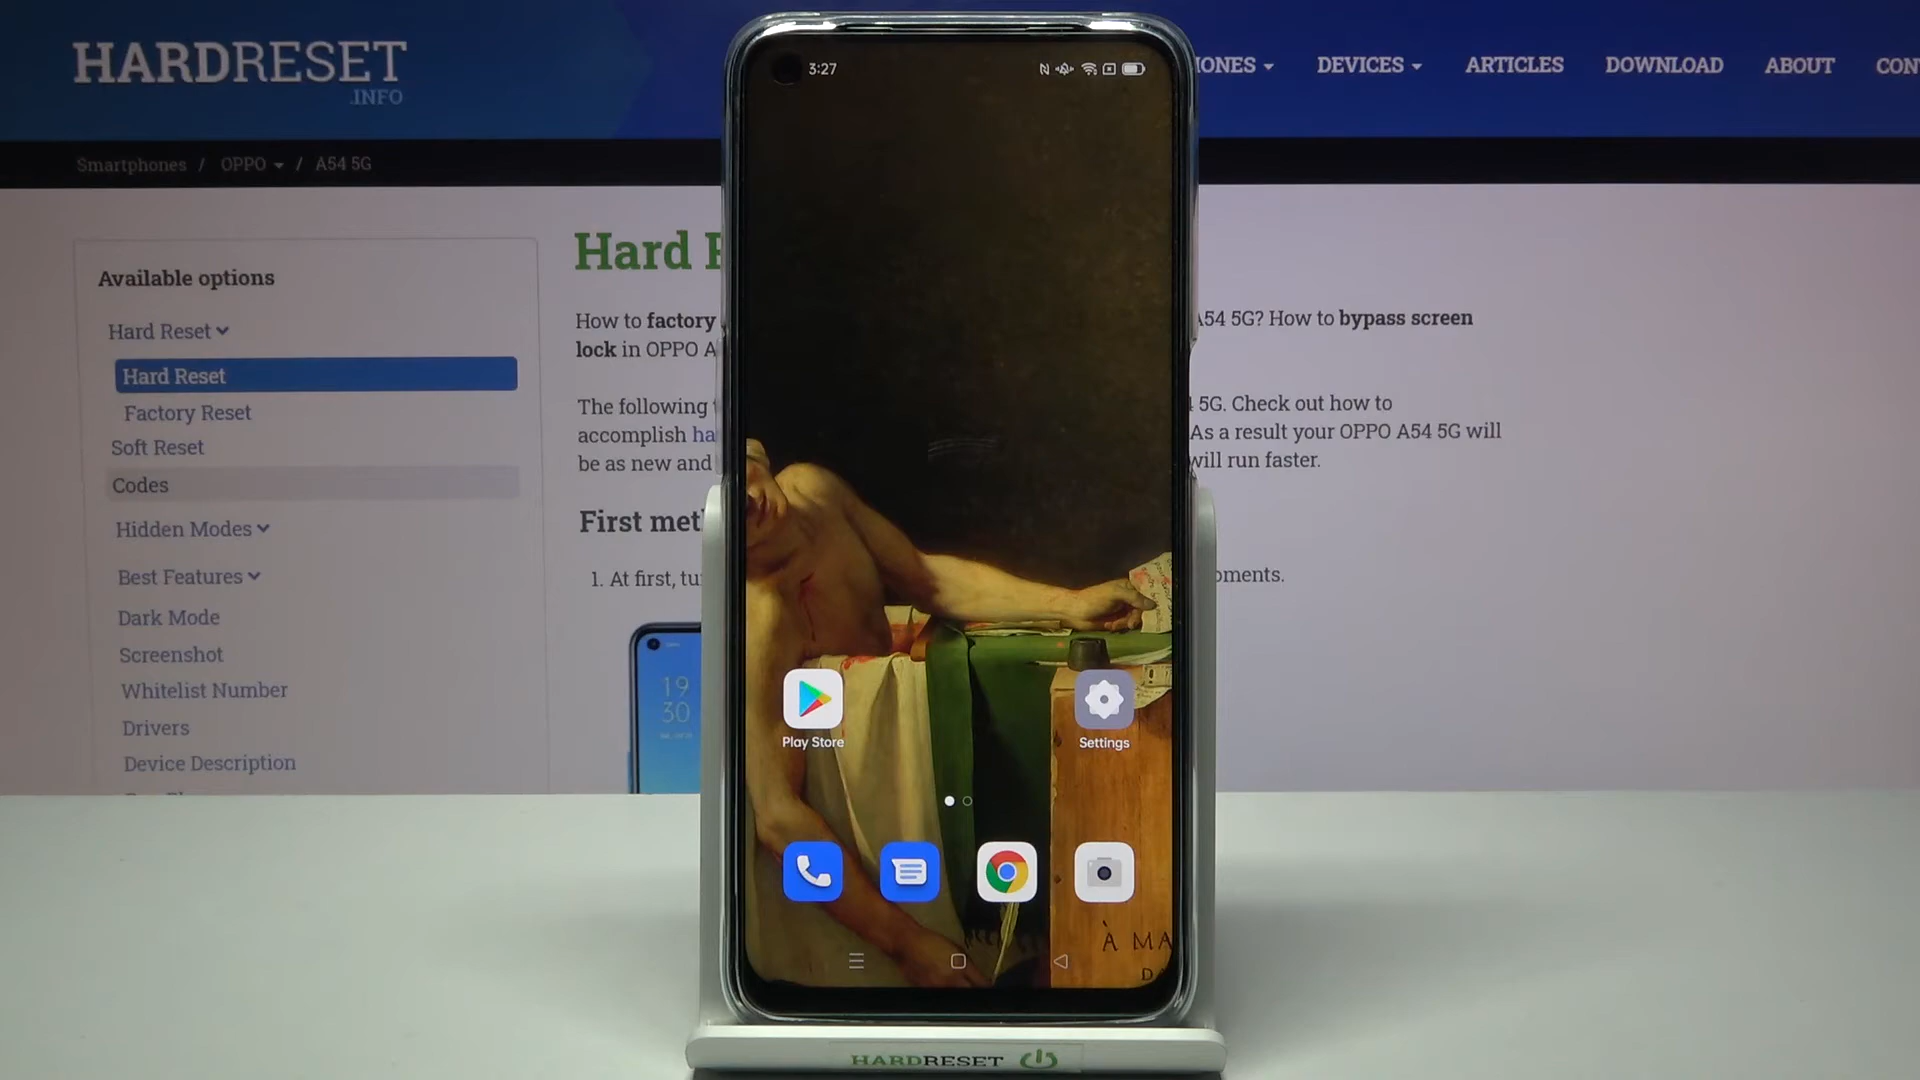 HARDRESET
.INFO
ONES
DEVICES
ARTICLES
DOWNLOAD
ABOUT
CON
Smartphones / OPPO / A54 5G
Available options
Hard Reset
Hard Reset
Factory Reset
Soft Reset
Codes
Hidden Modes
Best Features
Dark Mode
Screenshot
Whitelist Number
Drivers
Device Description
Hard
How to factory
A54 5G? How to bypass screen
lock in OPPO A
The following
5G. Check out how to
accomplish ha
As a result your OPPO A54 5G will
be as new and
will run faster.
First met
1. At first, tu
oments.
19
30
3:27
Play Store
Settings
À MA
HARDRESET